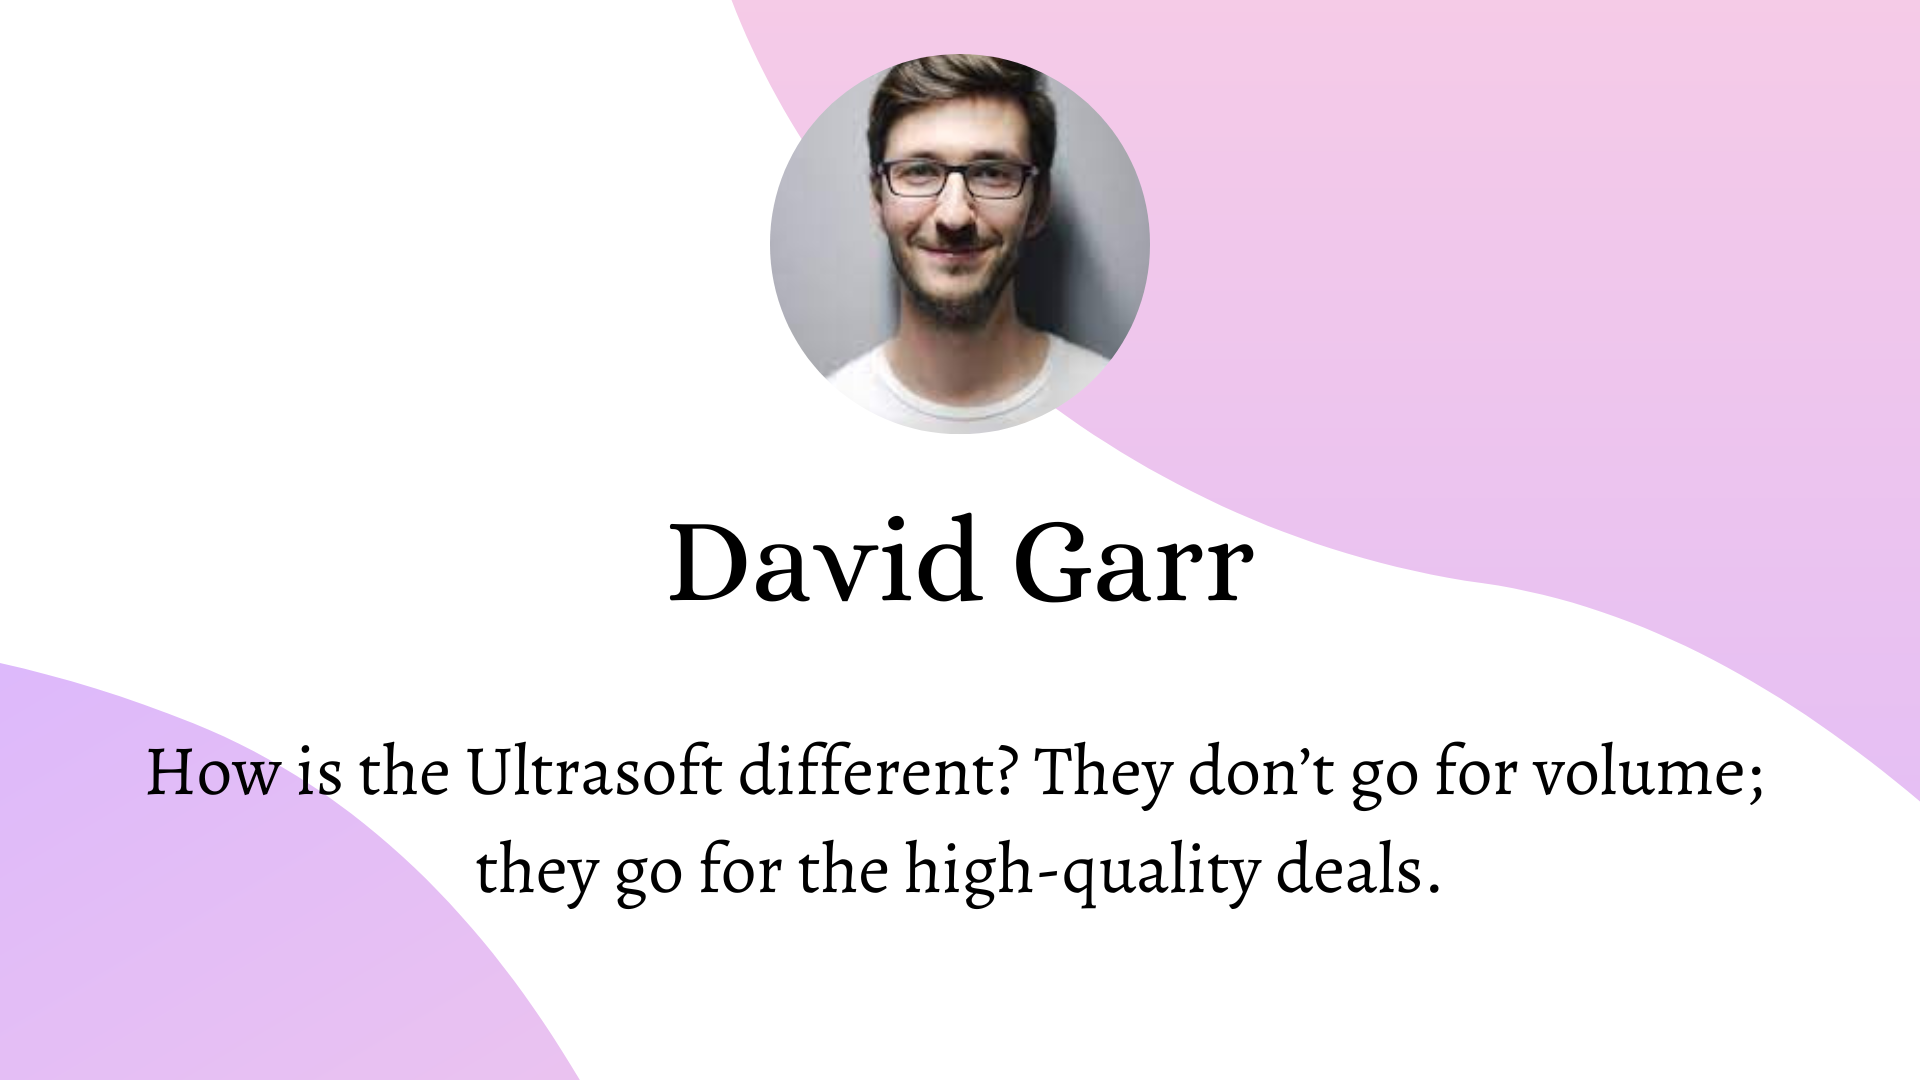 David Garr
How is the Ultrasoft different? They don’t go for volume;
they go for the high-quality deals.